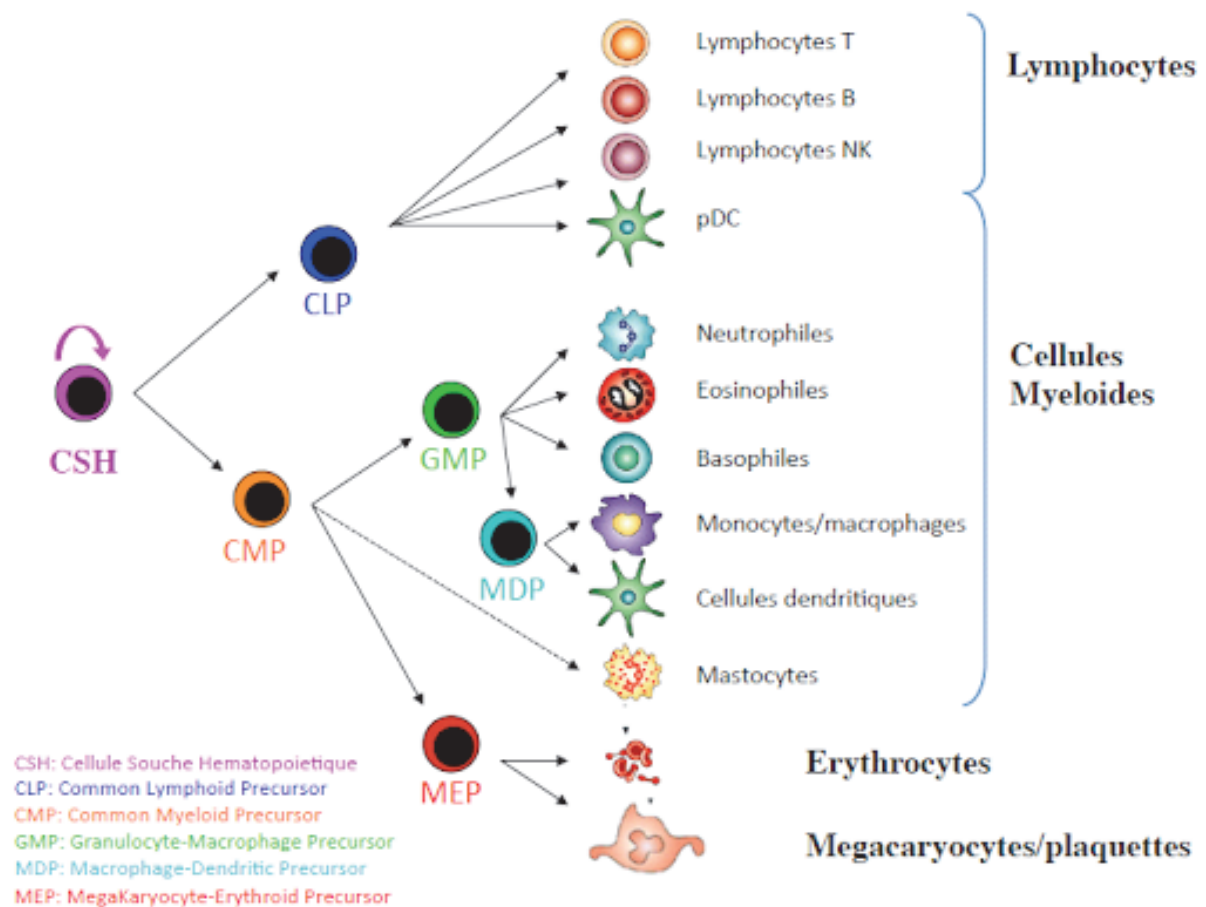 Lymphocytes T
Lymphocytes
Lymphocytes B
Lymphocytes NK
pDC
CLP
Neutrophiles
Cellules
Myeloides
Eosinophiles
GMP
CSH
Basophiles
Monocytes/macrophages
CMP
MDP
Cellules dendritiques
Mastocytes
CSH: Cellule Souche Hematopoietique
CLP: Common Lymphoid Precursor
CMP: Common Myeloid Precursor
GMP: Granulocyte-Macrophage Precursor
MDP: Macrophage-Dendritic Precursor
MEP: MegaKaryocyte-Erythroid Precursor
MEP
Erythrocytes
Megacaryocytes/plaquettes